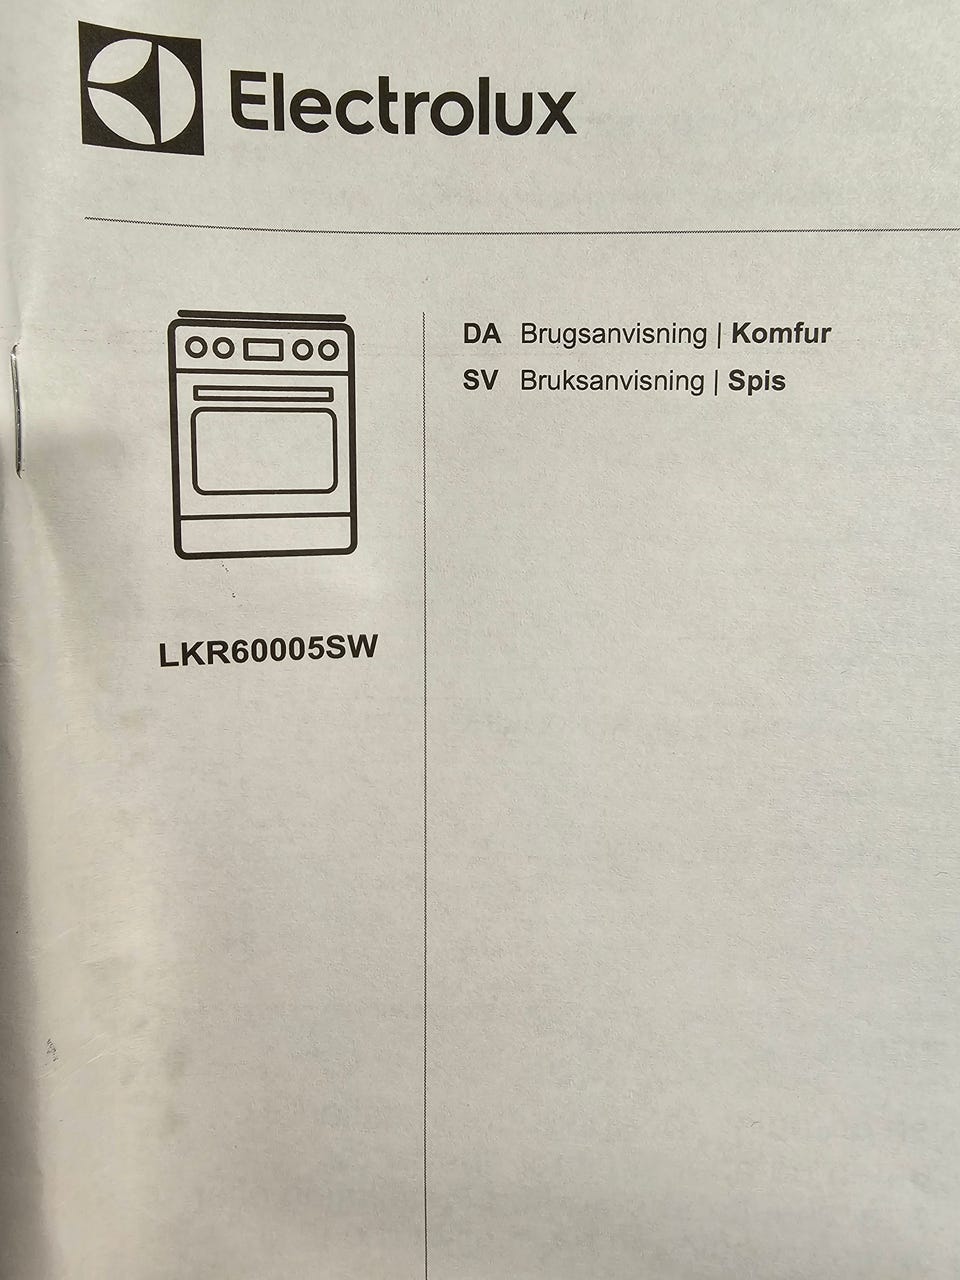 Electrolux
DA Brugsanvisning | Komfur
SV Bruksanvisning | Spis
LKR60005SW